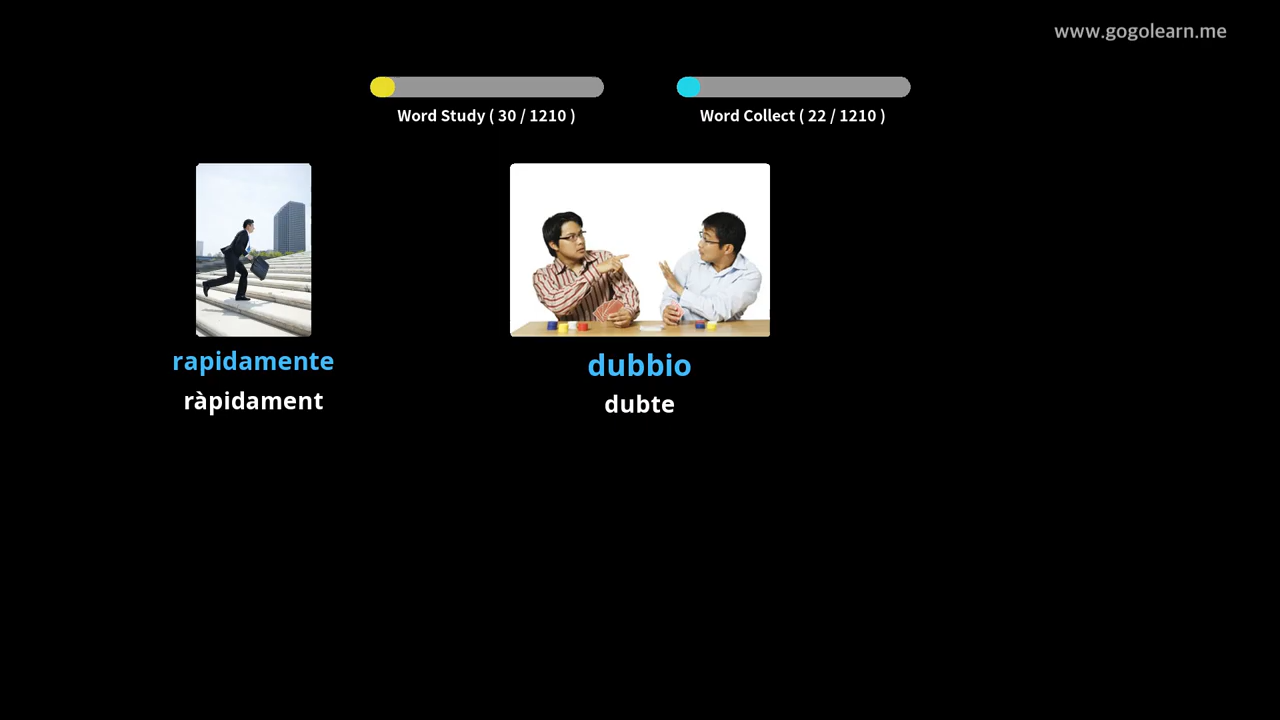 www.gogolearn.me
Word Study ( 30 / 1210 )
Word Collect ( 22 / 1210 )
rapidamente
ràpidament
dubbio
dubte